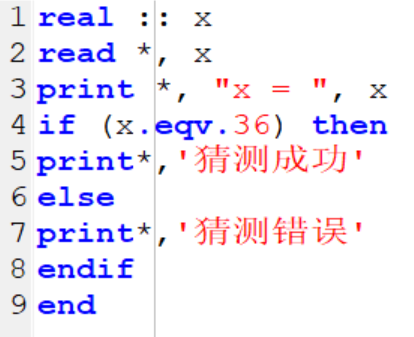 1 real :: x
2 read *, x
3 print *, "x = ", x
4 if (x.eqv.36) then
5 print*,'猜测成功'
6 else
7 print*,'猜测错误'
8 endif
9 end